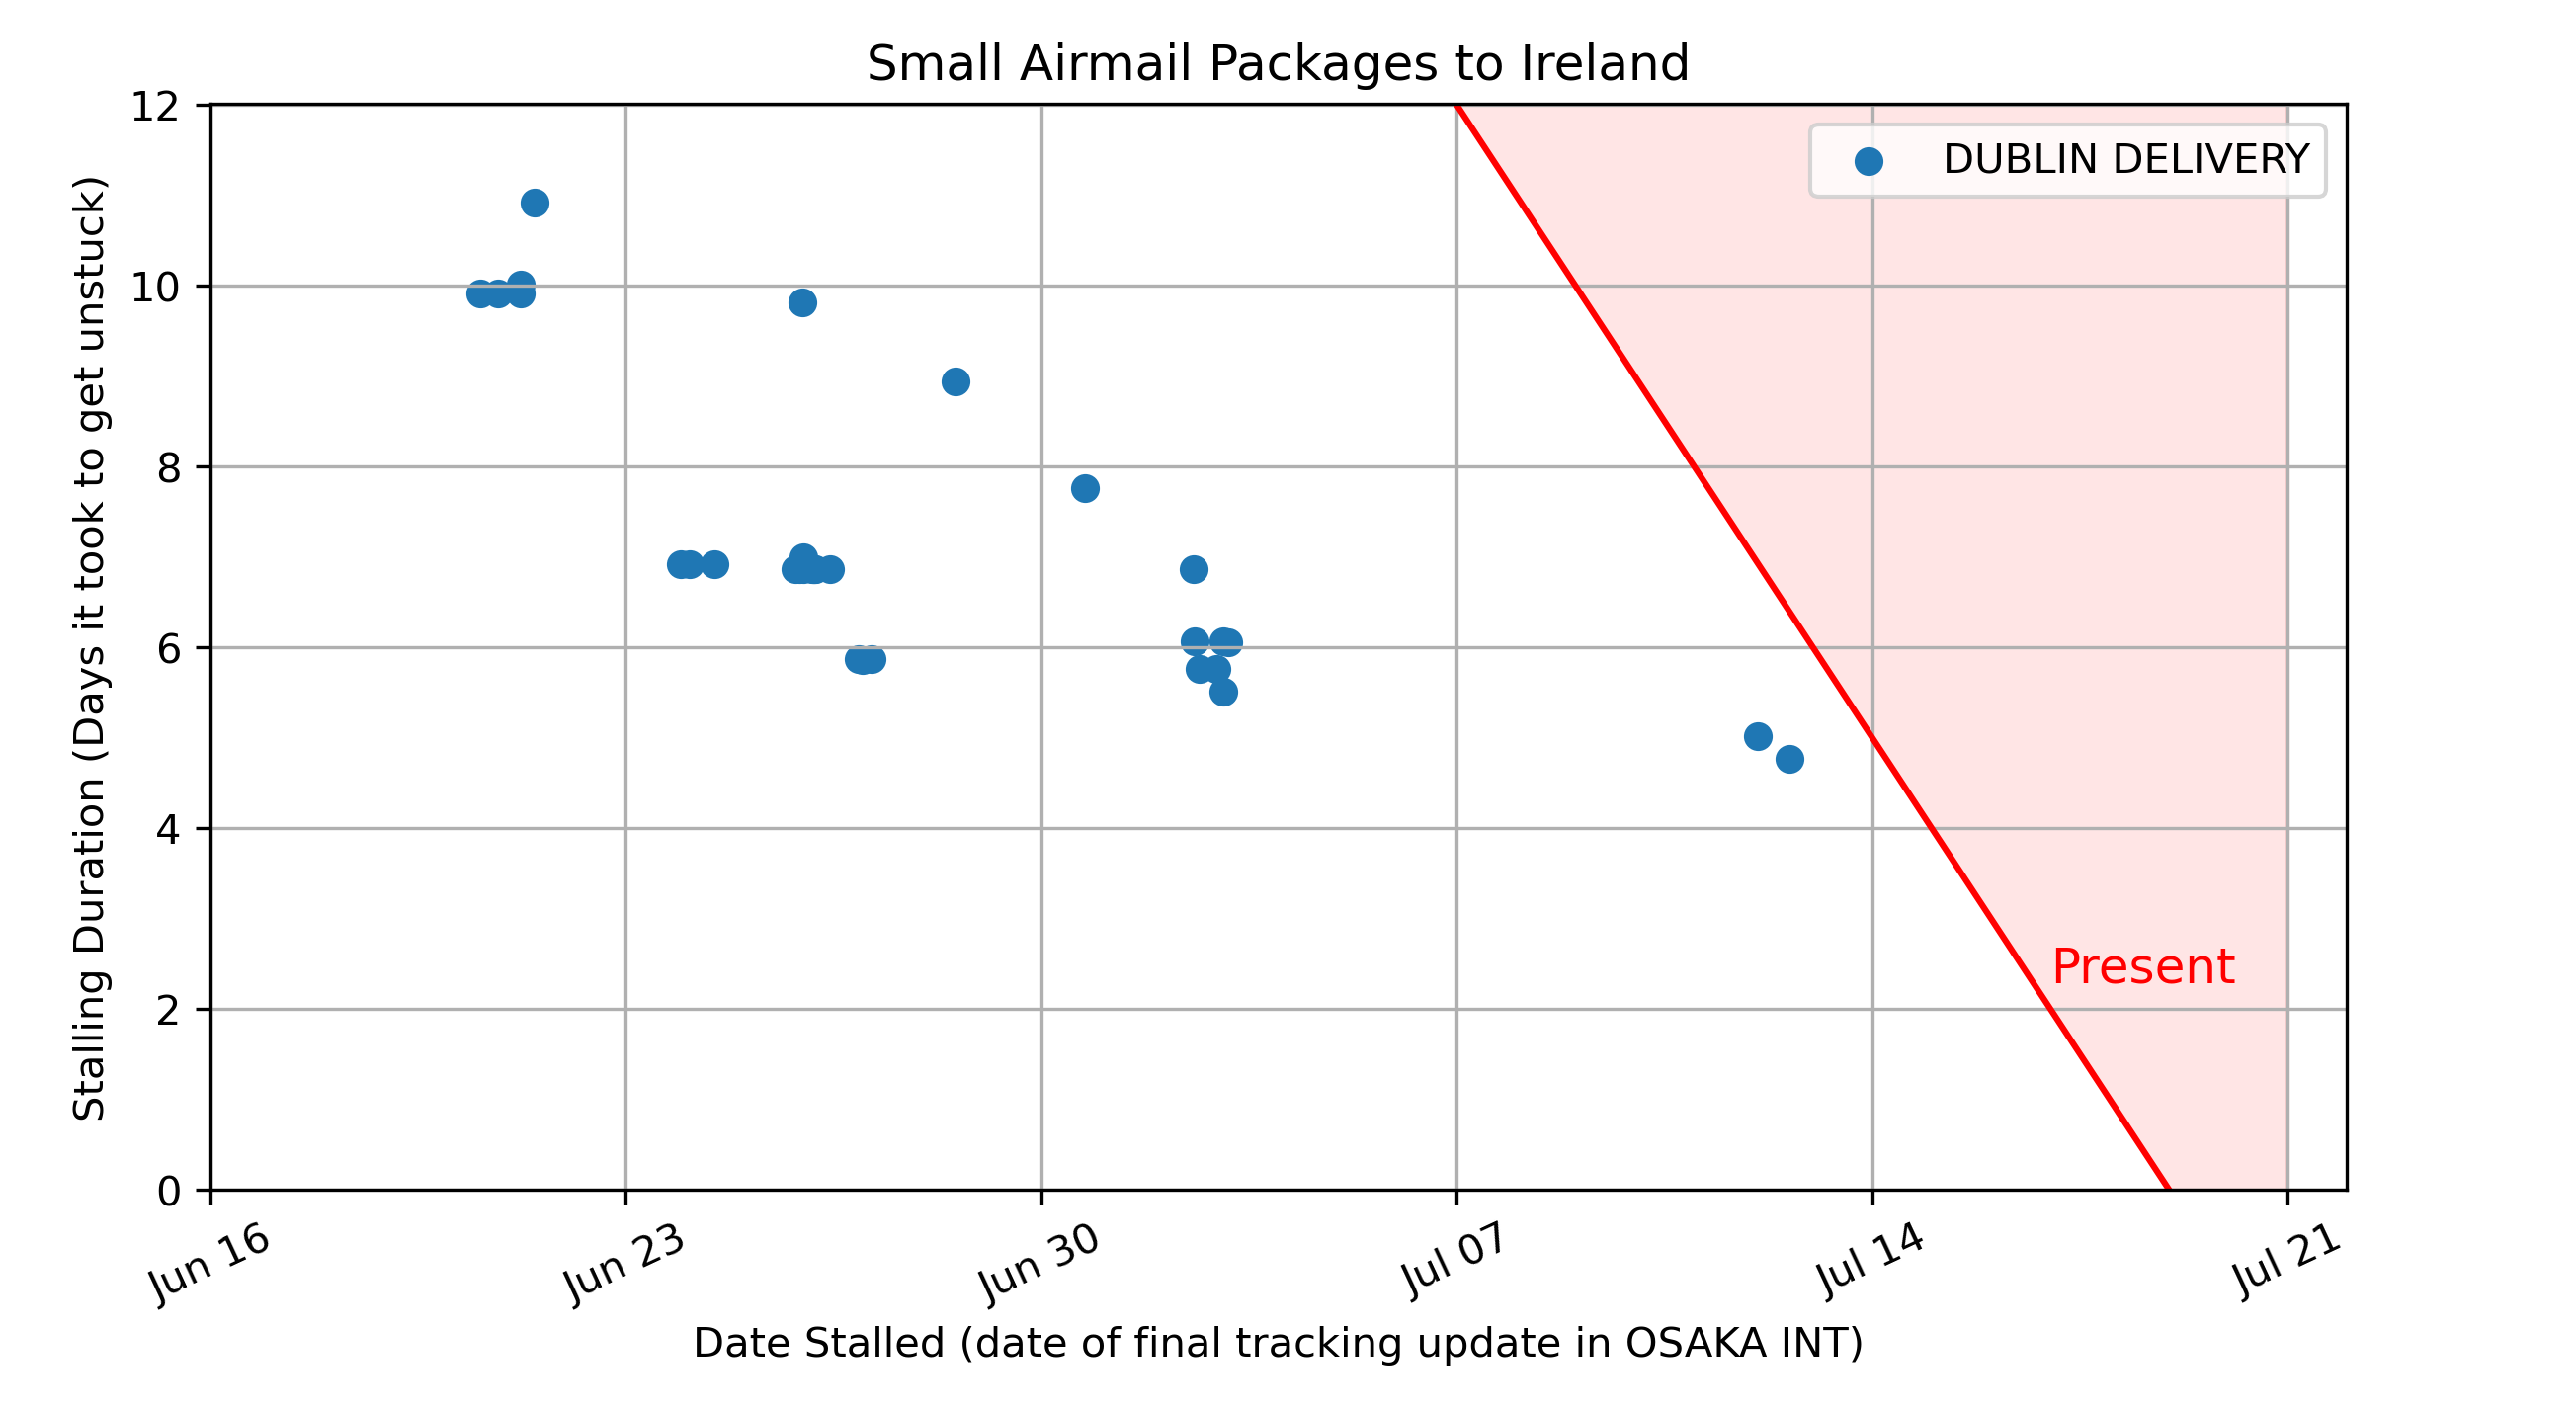 Small Airmail Packages to Ireland
DUBLIN DELIVERY
Stalling Duration (Days it took to get unstuck)
12
10
8
6
4
2
0
Present
Jun 16
Jun 23
Jun 30
Jul 07
Jul 14
Jul 21
Date Stalled (date of final tracking update in OSAKA INT)